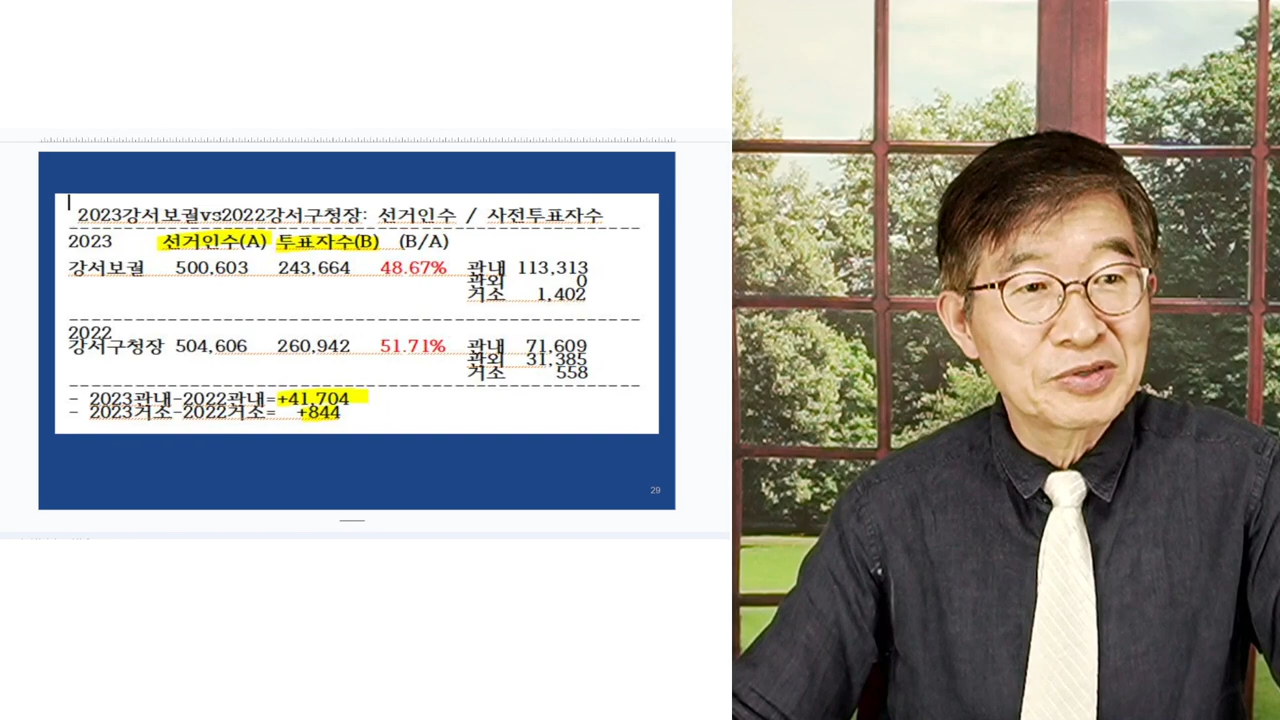 2023강서보궐vs2022강서구청장: 선거인수 / 사전투표자수
2023 선거인수(A) 투표자수(B) (B/A)
강서보궐 500,603 243,664 48.67% 관내 113,313
관외 0
거소 1,402
2022
강서구청장 504,606 260,942 51.71% 관내 71,609
관외 31,385
거소 558
- 2023관내-2022관내=+41,704
- 2023거소-2022거소= +844
29